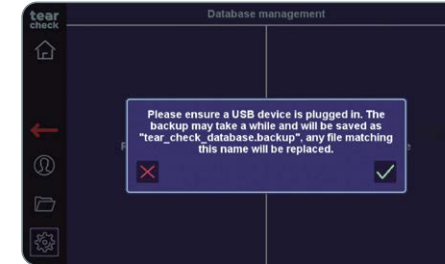 tear
check
Database management
Please ensure a USB device is plugged in. The
backup may take a while and will be saved as
"tear_check_database.backup", any file matching
this name will be replaced.